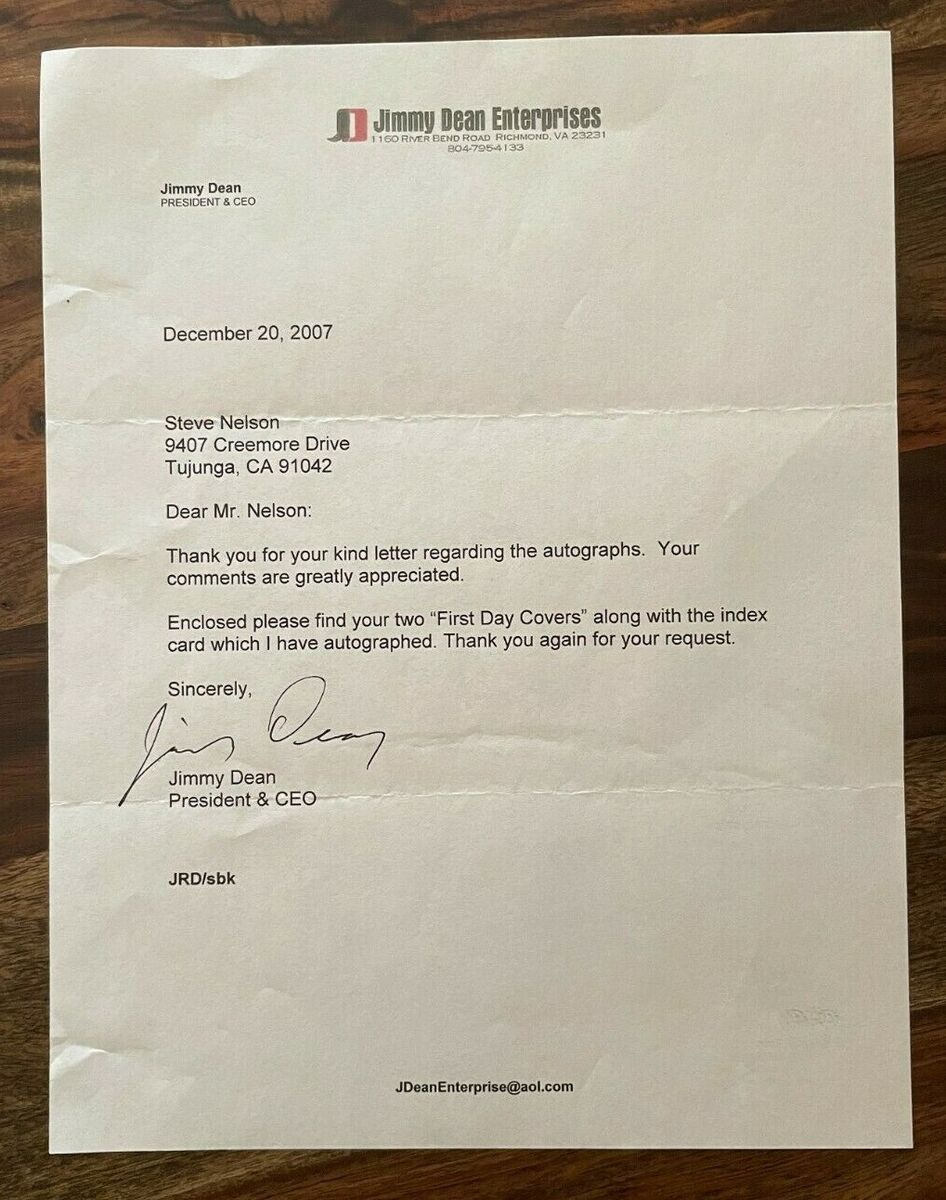 Jimmy Dean Enterprises
1160 RIVER BEND ROAD RICHMOND, VA 23231
804-795-4133
Jimmy Dean
PRESIDENT & CEO
December 20, 2007
Steve Nelson
9407 Creemore Drive
Tujunga, CA 91042
Dear Mr. Nelson:
Thank you for your kind letter regarding the autographs.  Your
comments are greatly appreciated.
Enclosed please find your two “First Day Covers” along with the index
card which I have autographed. Thank you again for your request.
Sincerely,
Jimmy Dean
Jimmy Dean
President & CEO
JRD/sbk
JDeanEnterprise@aol.com